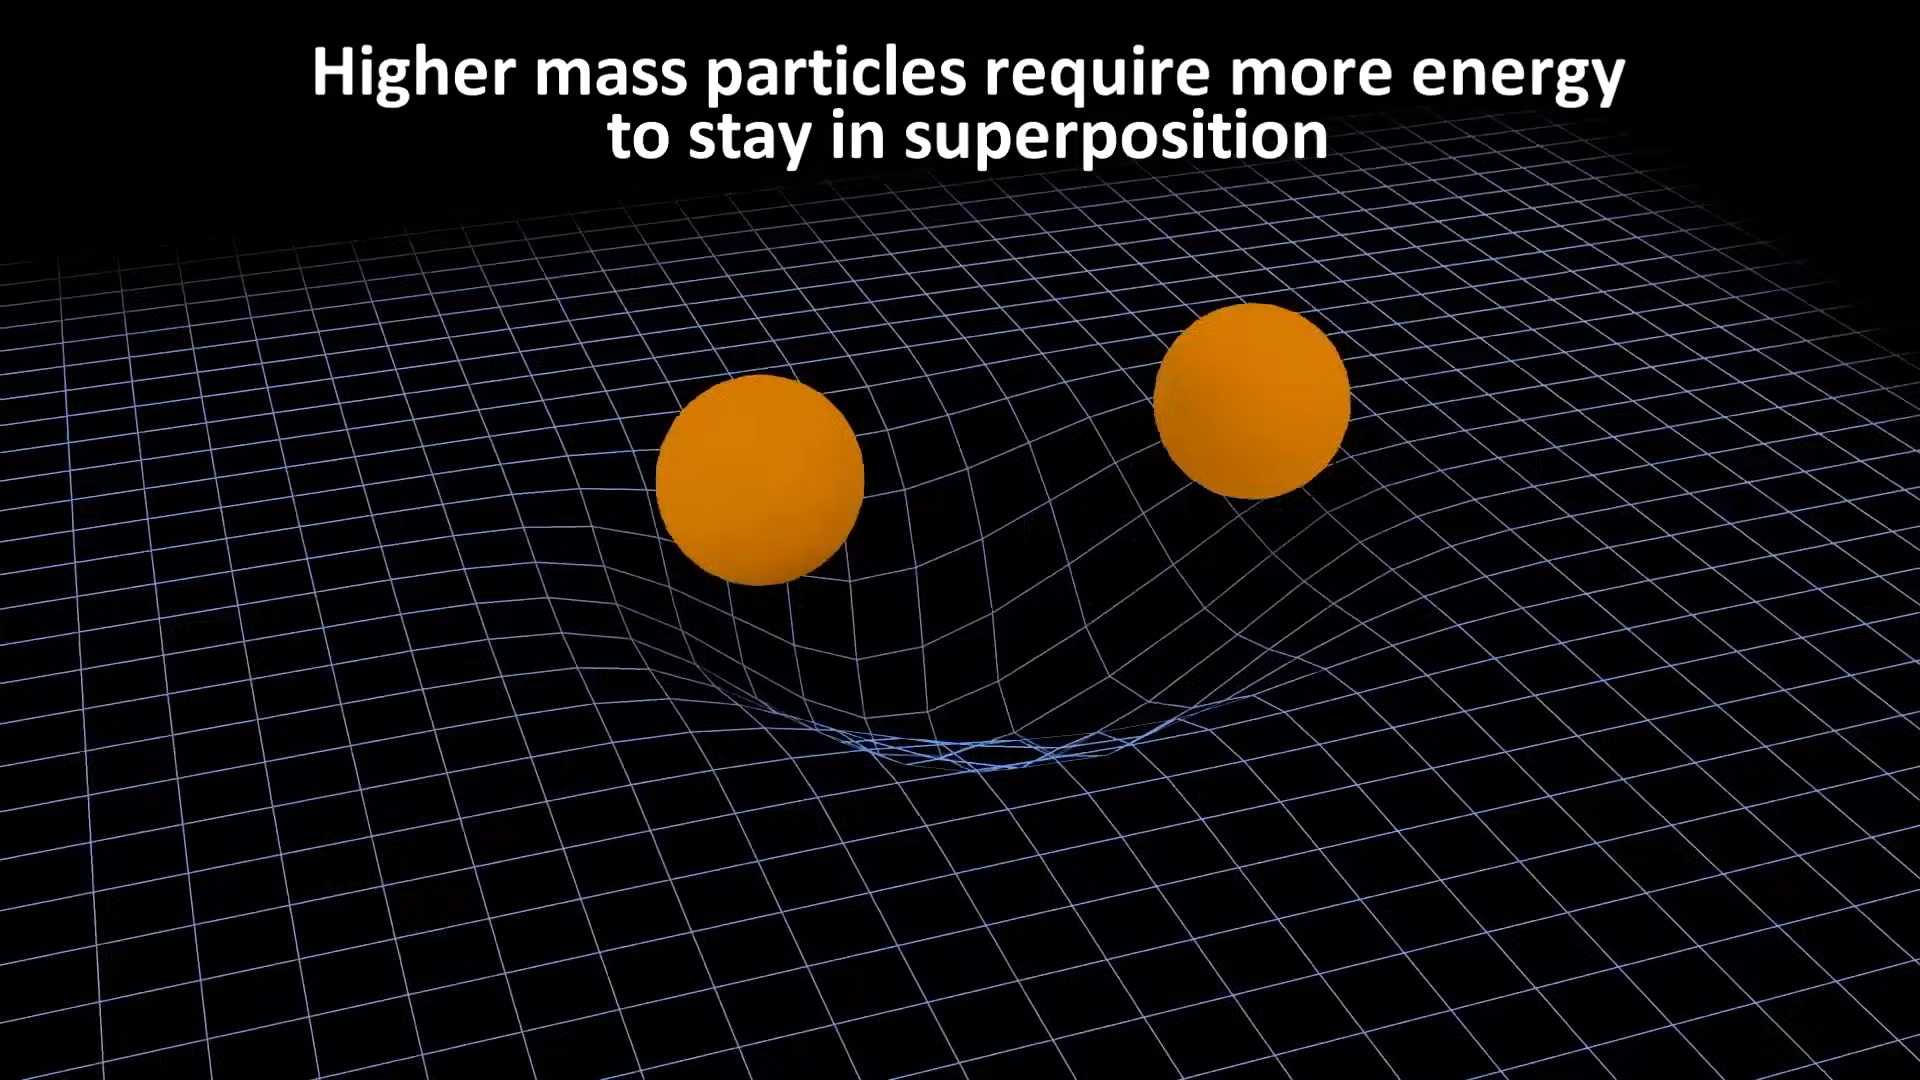 Higher mass particles require more energy
to stay in superposition